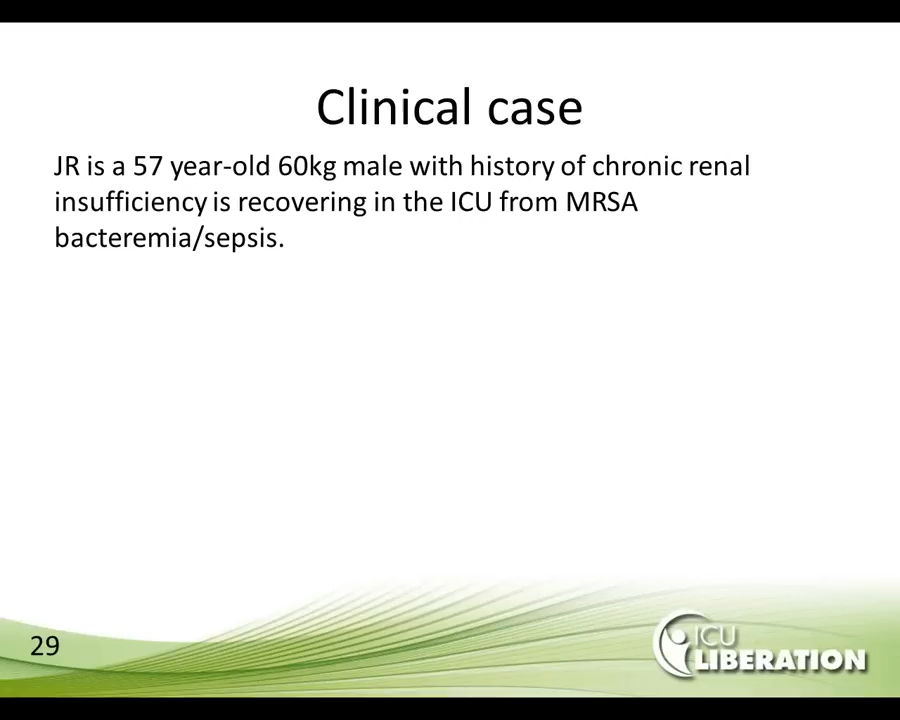 Clinical case
JR is a 57 year-old 60kg male with history of chronic renal
insufficiency is recovering in the ICU from MRSA
bacteremia/sepsis.
29
ICU
LIBERATION